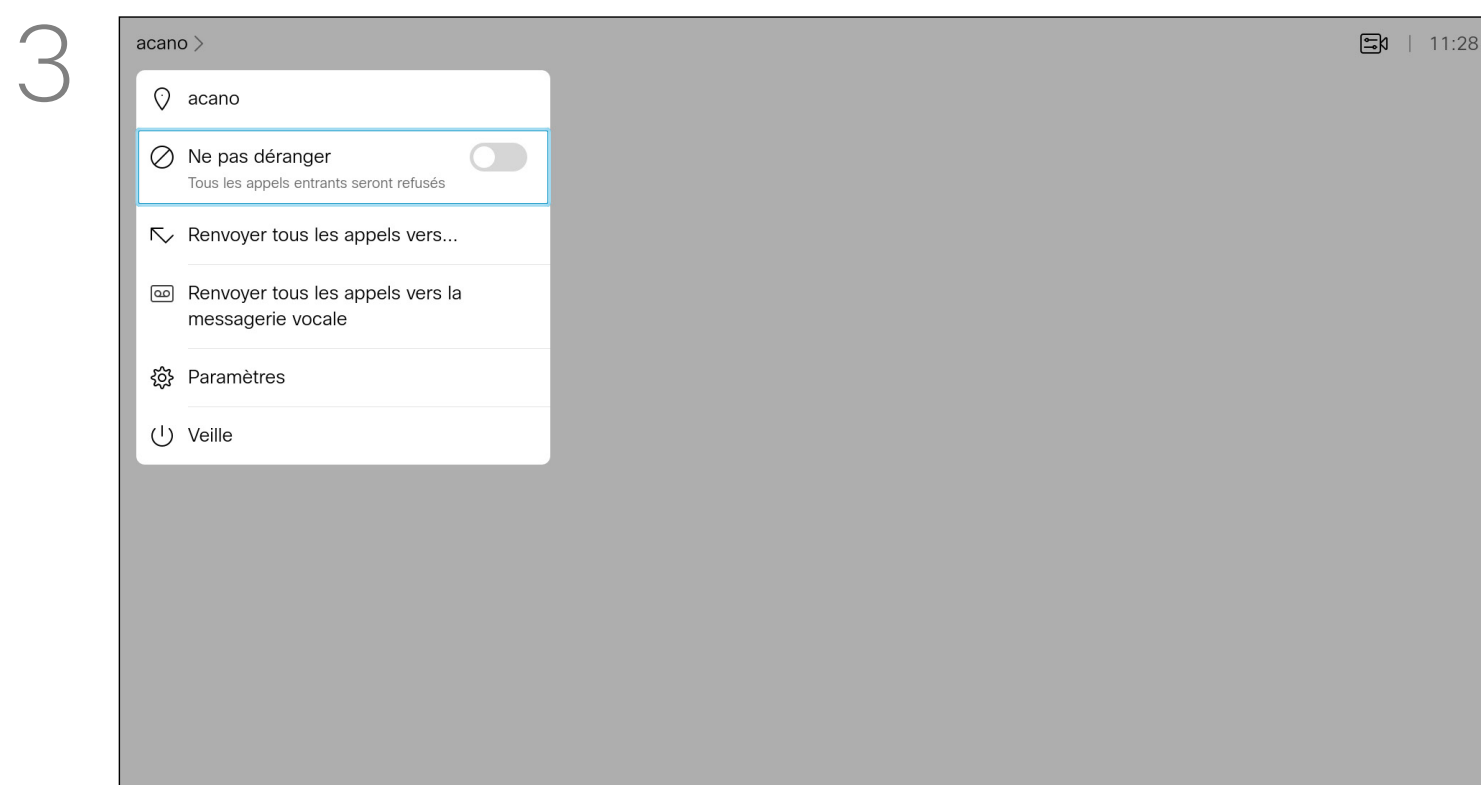 3
acano >
11:28
acano
Ne pas déranger
Tous les appels entrants seront refusés
Renvoyer tous les appels vers...
Renvoyer tous les appels vers la
messagerie vocale
Paramètres
Veille